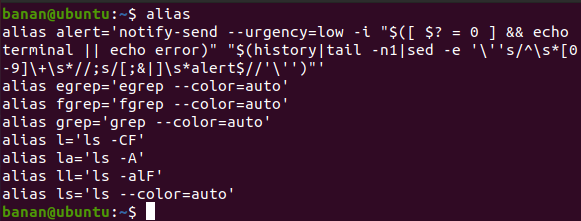 banan@ubuntu:~$ alias
alias alert='notify-send --urgency=low -i "$([ $? = 0 ] && echo
terminal || echo error)" "$(history|tail -n1|sed -e '\''s/^\s*[0
-9]\+\s*//;s/[;&|]\s*alert$//'\'')"'
alias egrep='egrep --color=auto'
alias fgrep='fgrep --color=auto'
alias grep='grep --color=auto'
alias l='ls -CF'
alias la='ls -A'
alias ll='ls -alF'
alias ls='ls --color=auto'
banan@ubuntu:~$